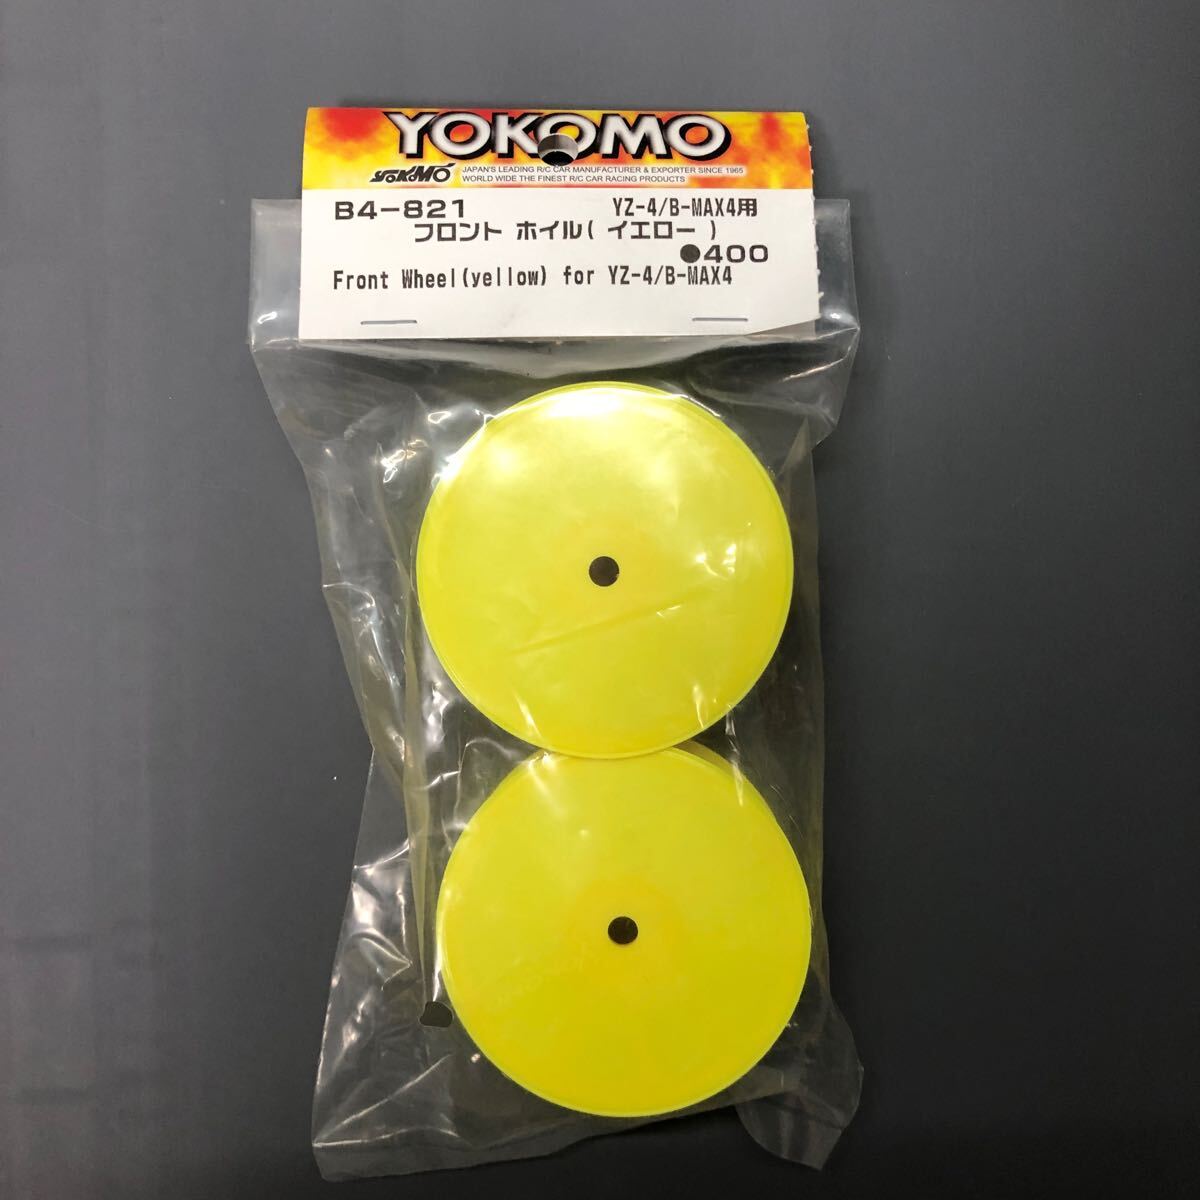 YOKOMO
YOKOMO JAPAN'S LEADING R/C CAR MANUFACTURER & EXPORTER SINCE 1965
WORLD WIDE THE FINEST R/C CAR RACING PRODUCTS
B4-821 YZ-4/B-MAX4用
フロント ホイル( イエロー )
●400
Front Wheel(yellow) for YZ-4/B-MAX4